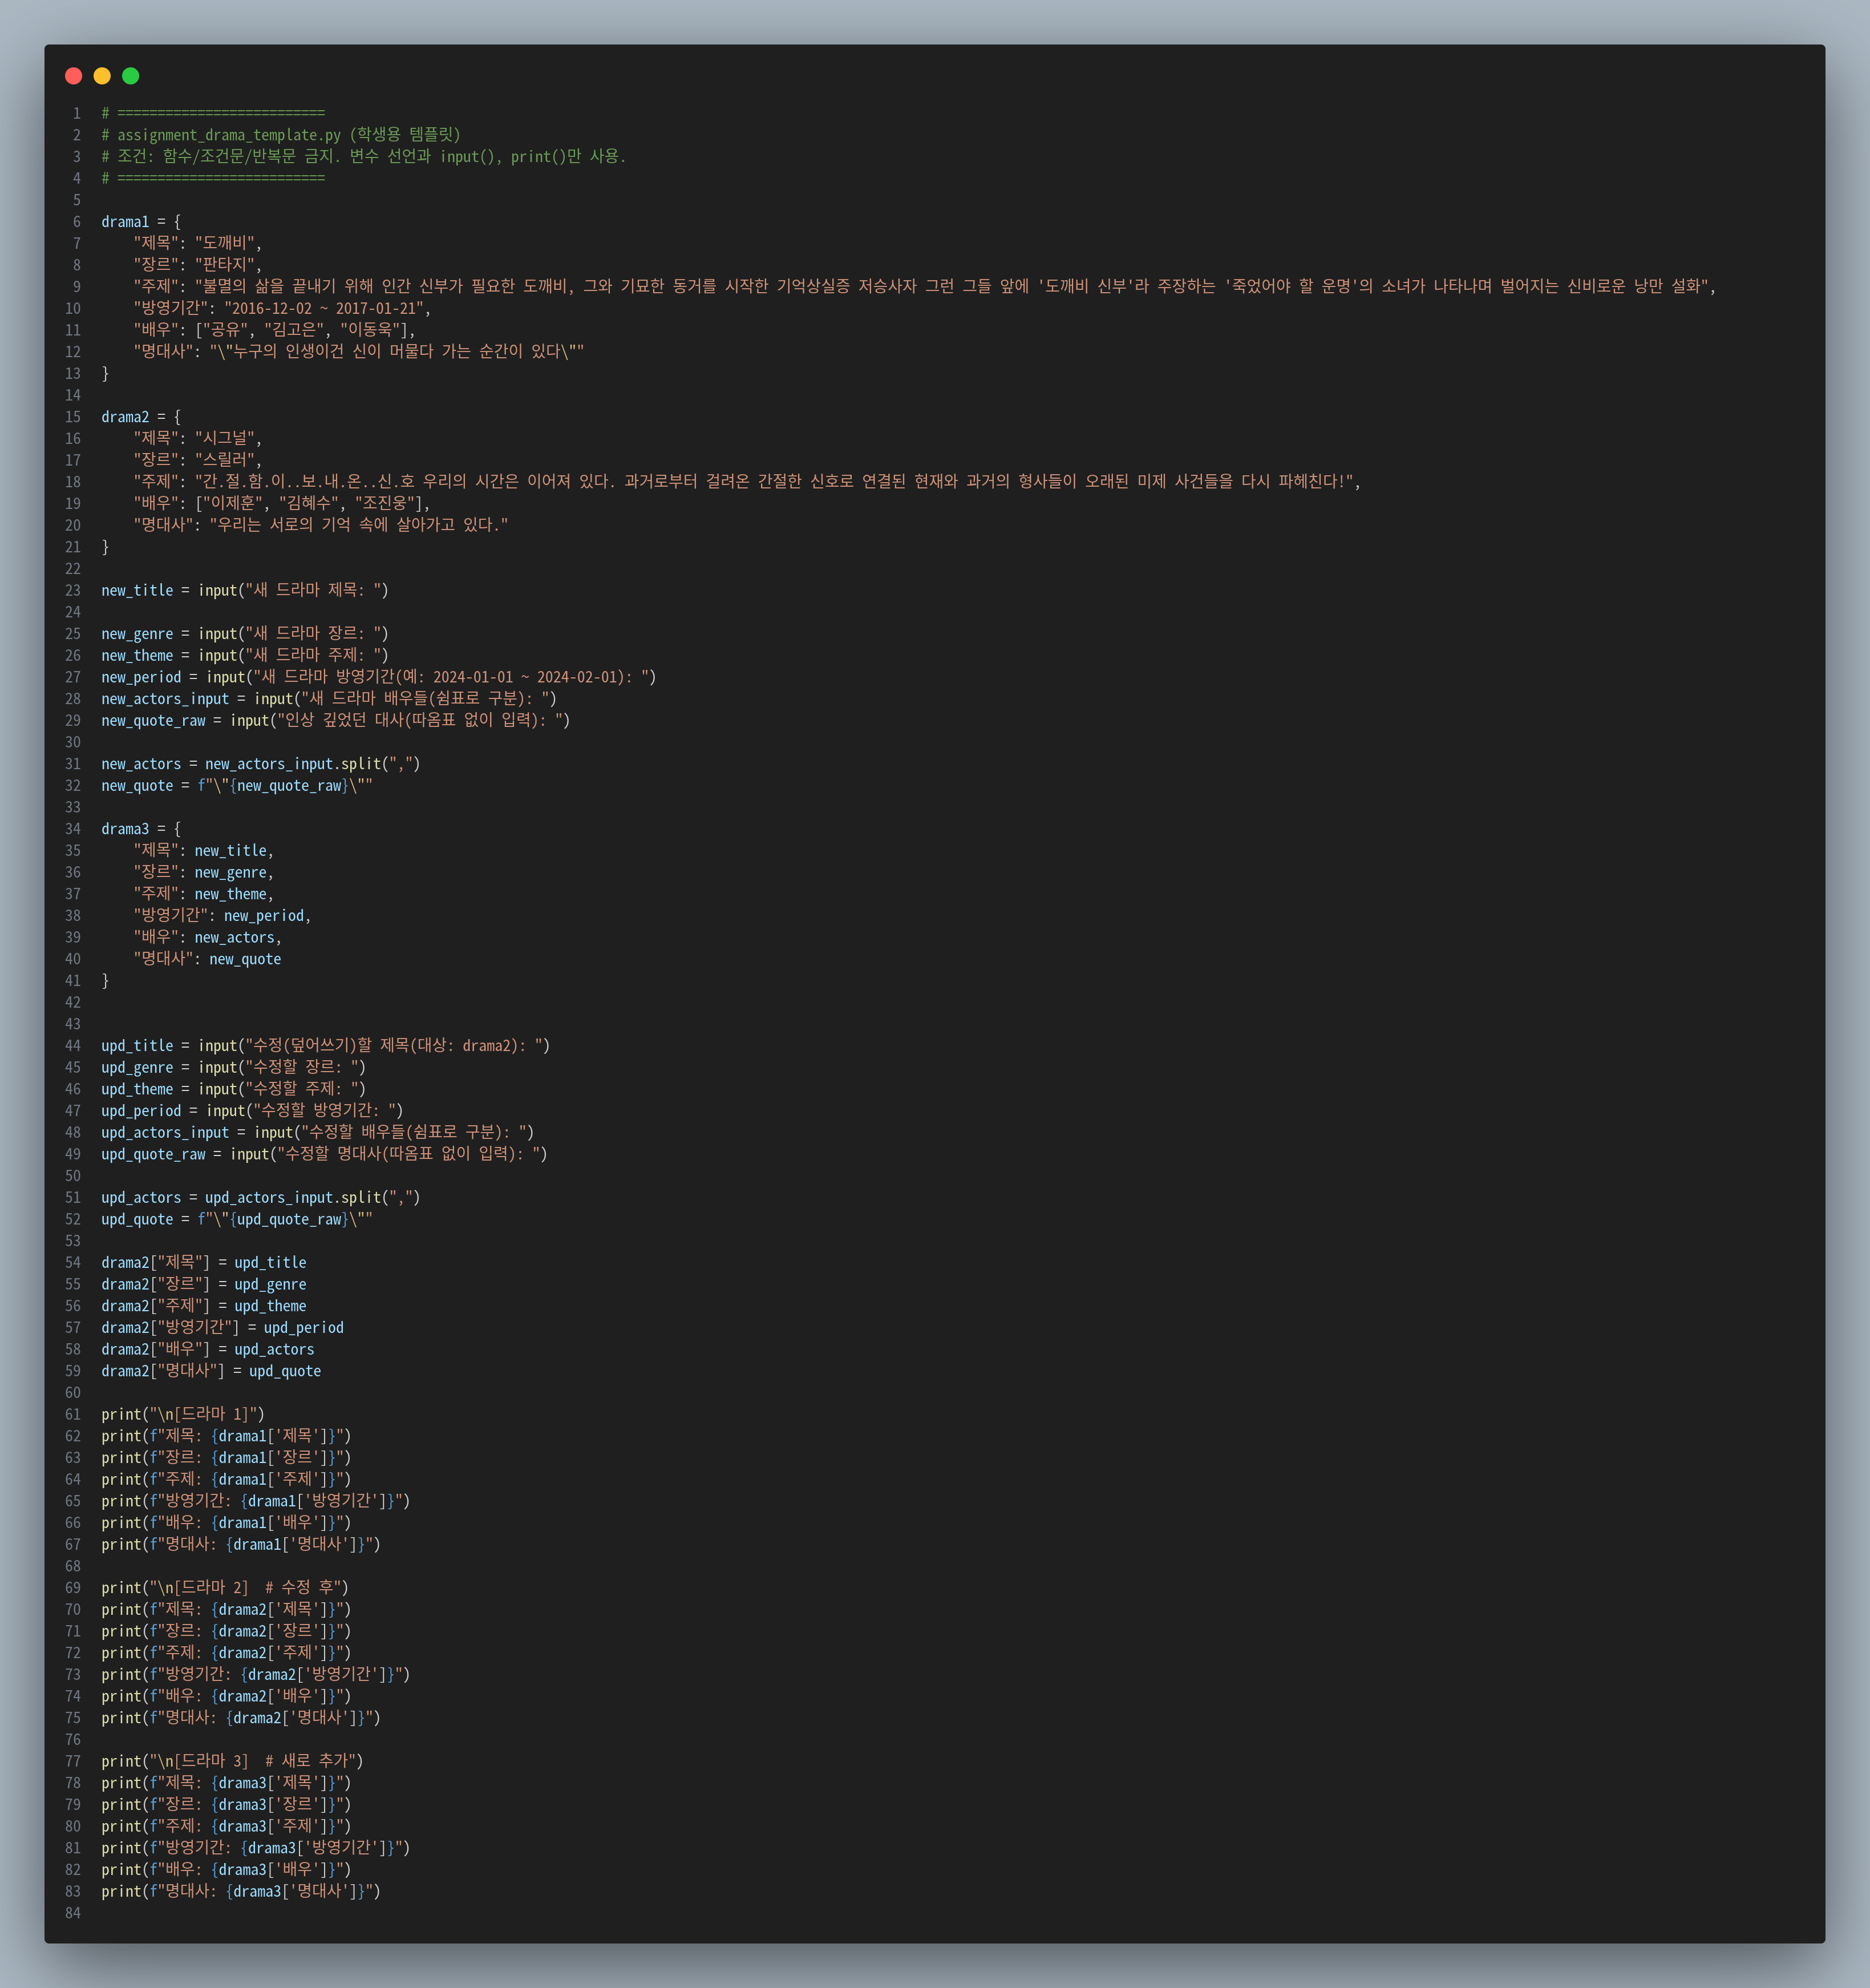 1 # ==========================
2 # assignment_drama_template.py (학생용 템플릿)
3 # 조건: 함수/조건문/반복문 금지. 변수 선언과 input(), print()만 사용.
4 # ==========================
5
6 drama1 = {
7     "제목": "도깨비",
8     "장르": "판타지",
9     "주제": "불멸의 삶을 끝내기 위해 인간 신부가 필요한 도깨비, 그와 기묘한 동거를 시작한 기억상실증 저승사자 그런 그들 앞에 '도깨비 신부'라 주장하는 '죽었어야 할 운명'의 소녀가 나타나며 벌어지는 신비로운 낭만 설화",
10     "방영기간": "2016-12-02 ~ 2017-01-21",
11     "배우": ["공유", "김고은", "이동욱"],
12     "명대사": "\"누구의 인생이건 신이 머물다 가는 순간이 있다\""
13 }
14
15 drama2 = {
16     "제목": "시그널",
17     "장르": "스릴러",
18     "주제": "간.절.함.이..보.내.온..신.호 우리의 시간은 이어져 있다. 과거로부터 걸려온 간절한 신호로 연결된 현재와 과거의 형사들이 오래된 미제 사건들을 다시 파헤친다!",
19     "배우": ["이제훈", "김혜수", "조진웅"],
20     "명대사": "우리는 서로의 기억 속에 살아가고 있다."
21 }
22
23 new_title = input("새 드라마 제목: ")
24
25 new_genre = input("새 드라마 장르: ")
26 new_theme = input("새 드라마 주제: ")
27 new_period = input("새 드라마 방영기간(예: 2024-01-01 ~ 2024-02-01): ")
28 new_actors_input = input("새 드라마 배우들(쉼표로 구분): ")
29 new_quote_raw = input("인상 깊었던 대사(따옴표 없이 입력): ")
30
31 new_actors = new_actors_input.split(",")
32 new_quote = f"\"{new_quote_raw}\""
33
34 drama3 = {
35     "제목": new_title,
36     "장르": new_genre,
37     "주제": new_theme,
38     "방영기간": new_period,
39     "배우": new_actors,
40     "명대사": new_quote
41 }
42
43
44 upd_title = input("수정(덮어쓰기)할 제목(대상: drama2): ")
45 upd_genre = input("수정할 장르: ")
46 upd_theme = input("수정할 주제: ")
47 upd_period = input("수정할 방영기간: ")
48 upd_actors_input = input("수정할 배우들(쉼표로 구분): ")
49 upd_quote_raw = input("수정할 명대사(따옴표 없이 입력): ")
50
51 upd_actors = upd_actors_input.split(",")
52 upd_quote = f"\"{upd_quote_raw}\""
53
54 drama2["제목"] = upd_title
55 drama2["장르"] = upd_genre
56 drama2["주제"] = upd_theme
57 drama2["방영기간"] = upd_period
58 drama2["배우"] = upd_actors
59 drama2["명대사"] = upd_quote
60
61 print("\n[드라마 1]")
62 print(f"제목: {drama1['제목']}")
63 print(f"장르: {drama1['장르']}")
64 print(f"주제: {drama1['주제']}")
65 print(f"방영기간: {drama1['방영기간']}")
66 print(f"배우: {drama1['배우']}")
67 print(f"명대사: {drama1['명대사']}")
68
69 print("\n[드라마 2]  # 수정 후")
70 print(f"제목: {drama2['제목']}")
71 print(f"장르: {drama2['장르']}")
72 print(f"주제: {drama2['주제']}")
73 print(f"방영기간: {drama2['방영기간']}")
74 print(f"배우: {drama2['배우']}")
75 print(f"명대사: {drama2['명대사']}")
76
77 print("\n[드라마 3]  # 새로 추가")
78 print(f"제목: {drama3['제목']}")
79 print(f"장르: {drama3['장르']}")
80 print(f"주제: {drama3['주제']}")
81 print(f"방영기간: {drama3['방영기간']}")
82 print(f"배우: {drama3['배우']}")
83 print(f"명대사: {drama3['명대사']}")
84